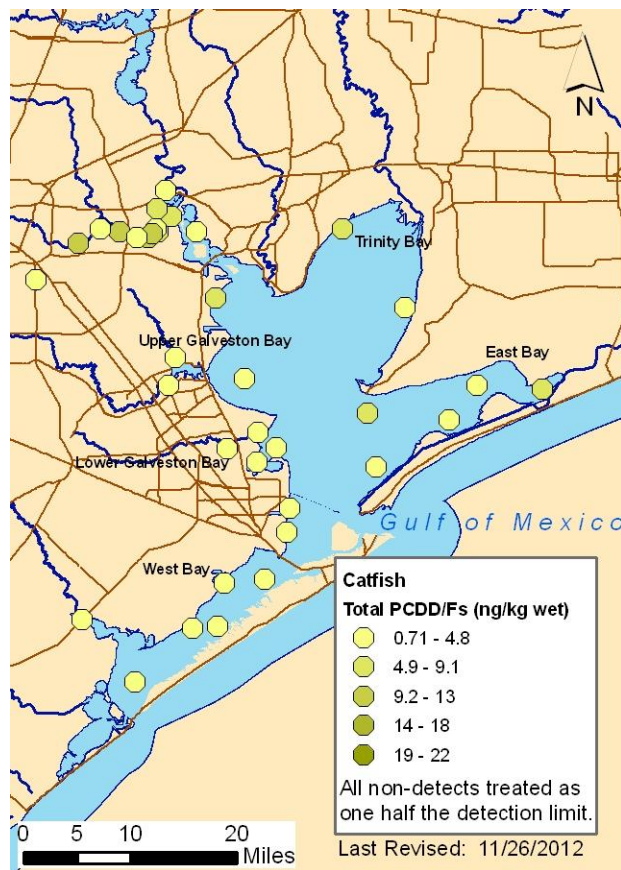 N
Trinity Bay
Upper Galveston Bay
East Bay
Lower Galveston Bay
Gulf of Mexico
West Bay
Catfish
Total PCDD/Fs (ng/kg wet)
0.71 - 4.8
4.9 - 9.1
9.2 - 13
14 - 18
19 - 22
All non-detects treated as
one half the detection limit.
0 5 10 20
Miles
Last Revised: 11/26/2012